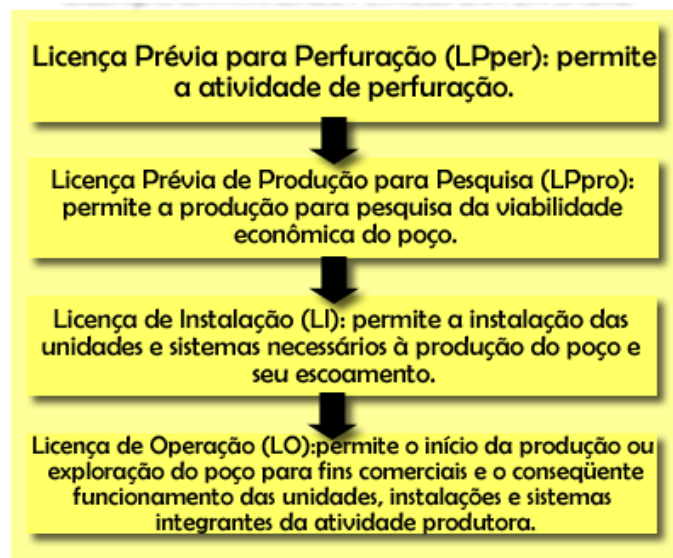 Licença Prévia para Perfuração (LPper): permite
a atividade de perfuração.
Licença Prévia de Produção para Pesquisa (LPpro):
permite a produção para pesquisa da viabilidade
econômica do poço.
Licença de Instalação (LI): permite a instalação das
unidades e sistemas necessários à produção do poço e
seu escoamento.
Licença de Operação (LO):permite o início da produção ou
exploração do poço para fins comerciais e o conseqüente
funcionamento das unidades, instalações e sistemas
integrantes da atividade produtora.